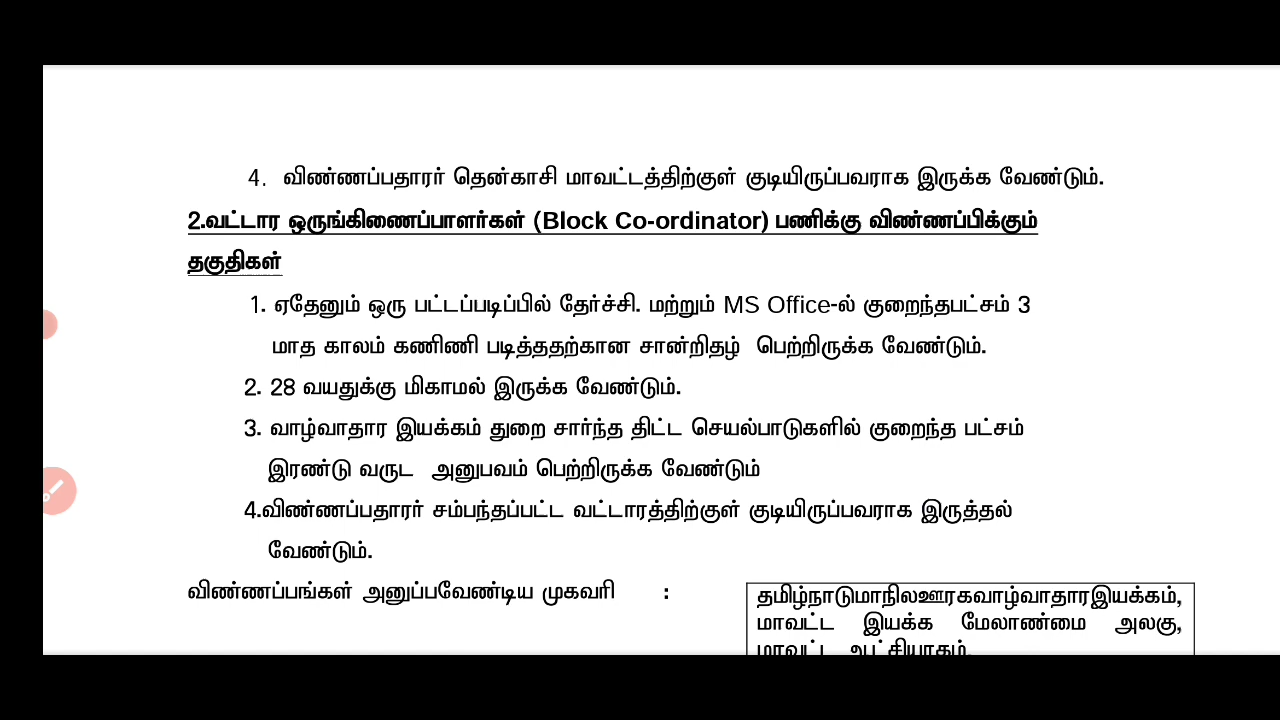 4. விண்ணப்பதாரர் தென்காசி மாவட்டத்திற்குள் குடியிருப்பவராக இருக்க வேண்டும்.
2.வட்டார ஒருங்கிணைப்பாளர்கள் (Block Co-ordinator) பணிக்கு விண்ணப்பிக்கும்
தகுதிகள்
1. ஏதேனும் ஒரு பட்டப்படிப்பில் தேர்ச்சி. மற்றும் MS Office-ல் குறைந்தபட்சம் 3
மாத காலம் கணிணி படித்ததற்கான சான்றிதழ் பெற்றிருக்க வேண்டும்.
2. 28 வயதுக்கு மிகாமல் இருக்க வேண்டும்.
3. வாழ்வாதார இயக்கம் துறை சார்ந்த திட்ட செயல்பாடுகளில் குறைந்த பட்சம்
இரண்டு வருட அனுபவம் பெற்றிருக்க வேண்டும்
4.விண்ணப்பதாரர் சம்பந்தப்பட்ட வட்டாரத்திற்குள் குடியிருப்பவராக இருத்தல்
வேண்டும்.
விண்ணப்பங்கள் அனுப்பவேண்டிய முகவரி :
தமிழ்நாடுமாநிலஊரகவாழ்வாதாரஇயக்கம்,
மாவட்ட இயக்க மேலாண்மை அலகு,
மாவட்ட ஆட்சியரகம்,